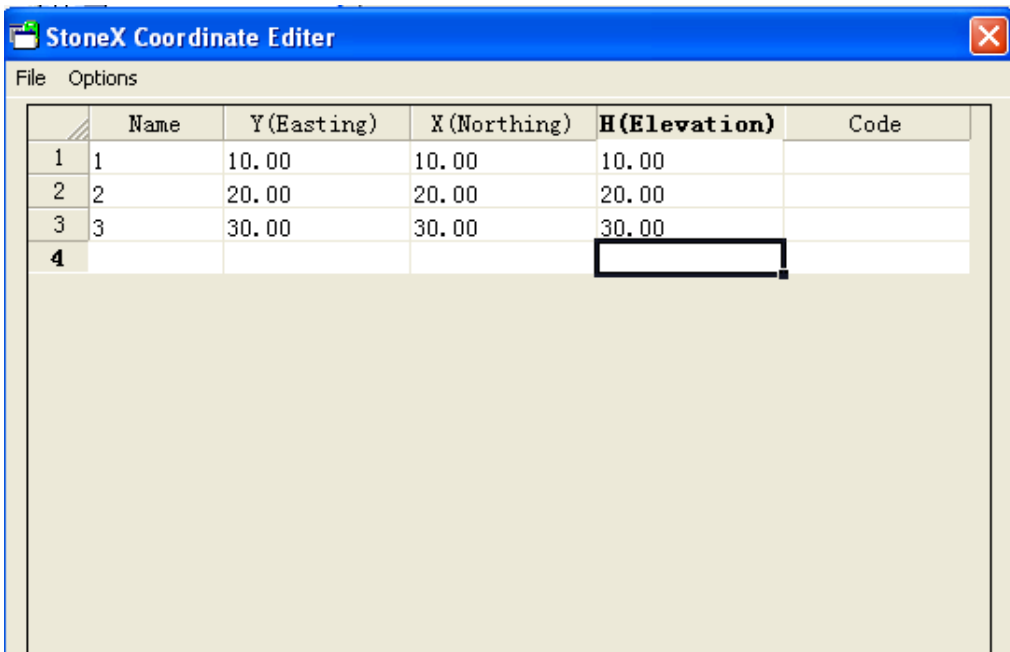 StoneX Coordinate Editer
File Options
Name Y(Easting) X(Northing) H(Elevation) Code
1 1 10.00 10.00 10.00
2 2 20.00 20.00 20.00
3 3 30.00 30.00 30.00
4